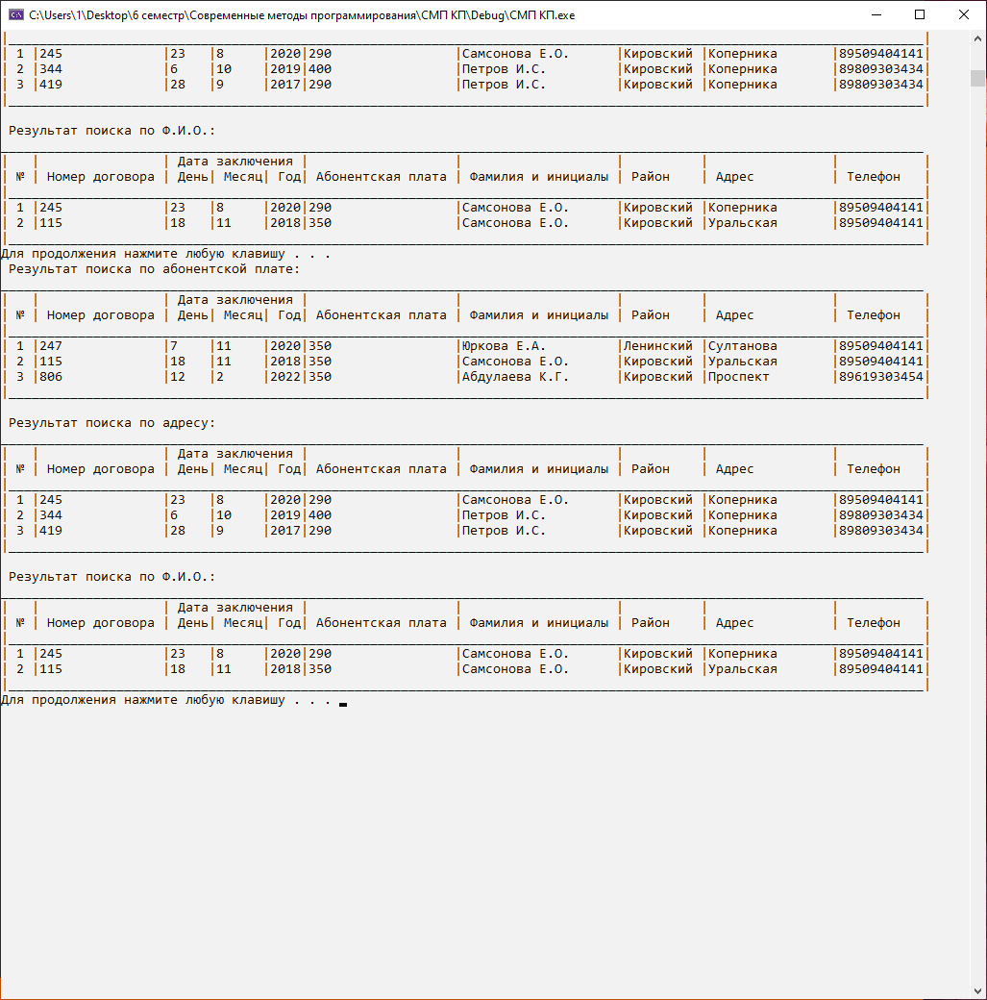 C:\Users\1\Desktop\6 семестр\Современные методы программирования\СМП КП\Debug\СМП КП.exe
| 1 |245 |23 |8 |2020|290 |Самсонова Е.О. |Кировский |Коперника |89509404141|
| 2 |344 |6 |10 |2019|400 |Петров И.С. |Кировский |Коперника |89809303434|
| 3 |419 |28 |9 |2017|290 |Петров И.С. |Кировский |Коперника |89809303434|
Результат поиска по Ф.И.О.:
| | | Дата заключения | | | | | |
| № | Номер договора | День| Месяц| Год| Абонентская плата | Фамилия и инициалы | Район | Адрес | Телефон |
| 1 |245 |23 |8 |2020|290 |Самсонова Е.О. |Кировский |Коперника |89509404141|
| 2 |115 |18 |11 |2018|350 |Самсонова Е.О. |Кировский |Уральская |89509404141|
Для продолжения нажмите любую клавишу . . .
Результат поиска по абонентской плате:
| | | Дата заключения | | | | | |
| № | Номер договора | День| Месяц| Год| Абонентская плата | Фамилия и инициалы | Район | Адрес | Телефон |
| 1 |247 |7 |11 |2020|350 |Юркова Е.А. |Ленинский |Султанова |89509404141|
| 2 |115 |18 |11 |2018|350 |Самсонова Е.О. |Кировский |Уральская |89509404141|
| 3 |806 |12 |2 |2022|350 |Абдулаева К.Г. |Кировский |Проспект |89619303454|
Результат поиска по адресу:
| | | Дата заключения | | | | | |
| № | Номер договора | День| Месяц| Год| Абонентская плата | Фамилия и инициалы | Район | Адрес | Телефон |
| 1 |245 |23 |8 |2020|290 |Самсонова Е.О. |Кировский |Коперника |89509404141|
| 2 |344 |6 |10 |2019|400 |Петров И.С. |Кировский |Коперника |89809303434|
| 3 |419 |28 |9 |2017|290 |Петров И.С. |Кировский |Коперника |89809303434|
Результат поиска по Ф.И.О.:
| | | Дата заключения | | | | | |
| № | Номер договора | День| Месяц| Год| Абонентская плата | Фамилия и инициалы | Район | Адрес | Телефон |
| 1 |245 |23 |8 |2020|290 |Самсонова Е.О. |Кировский |Коперника |89509404141|
| 2 |115 |18 |11 |2018|350 |Самсонова Е.О. |Кировский |Уральская |89509404141|
Для продолжения нажмите любую клавишу . . .